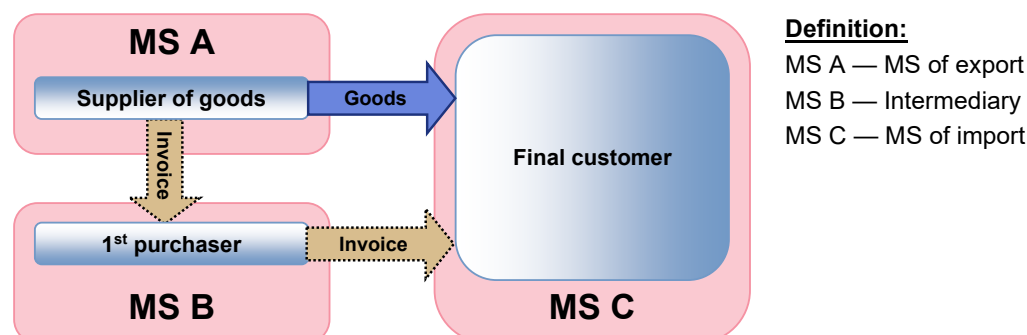 MS A
Supplier of goods
Goods
Invoice
1st purchaser
Invoice
MS B
Final customer
MS C
Definition:
MS A — MS of export
MS B — Intermediary
MS C — MS of import